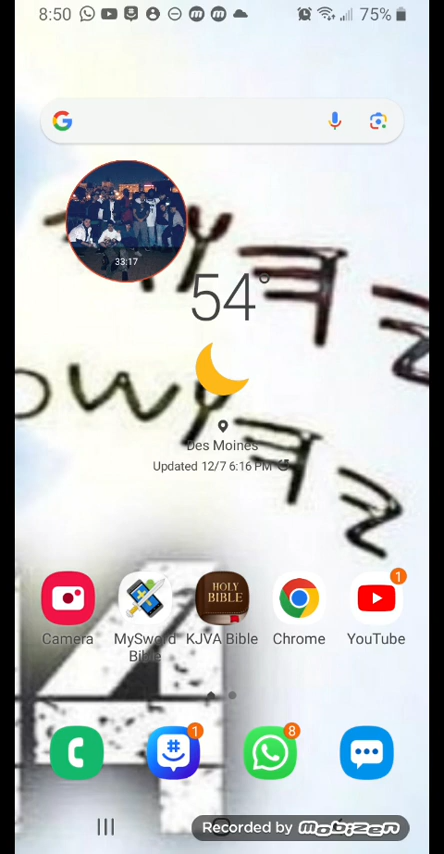 8:50 75%
33:17
54°
𐤉𐤄𐤅𐤔𐤏
Des Moines
Updated 12/7 6:16 PM
HOLY
BIBLE
1
Camera MySword Bible KJVA Bible Chrome YouTube
1 8
Recorded by mobizen